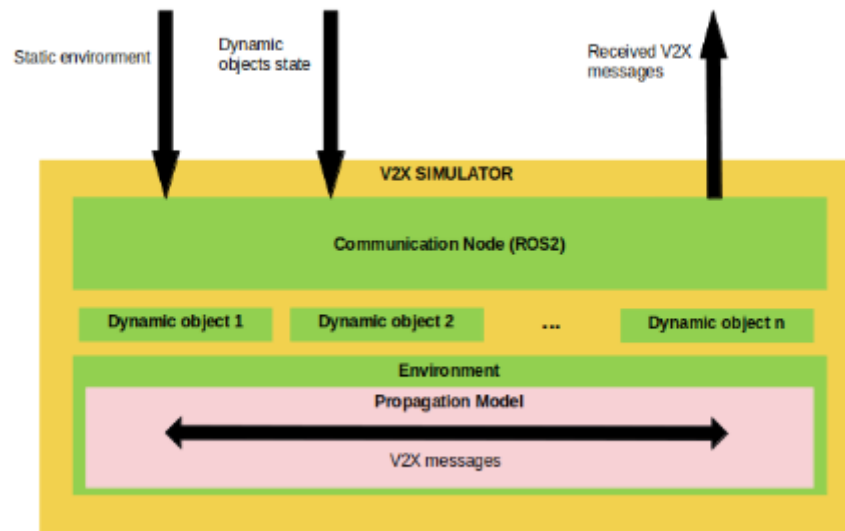 Static environment
Dynamic
objects state
Received V2X
messages
V2X SIMULATOR
Communication Node (ROS2)
Dynamic object 1
Dynamic object 2
...
Dynamic object n
Environment
Propagation Model
V2X messages